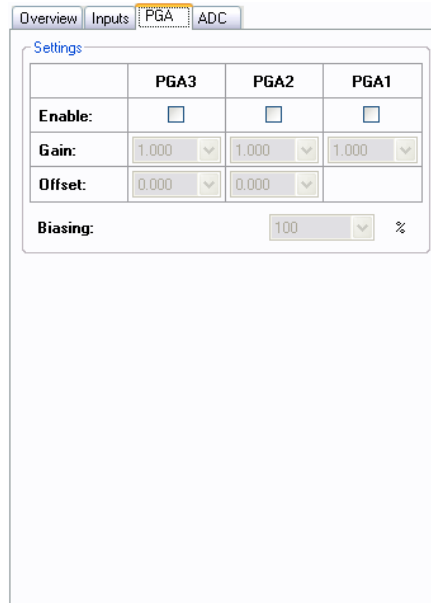 Overview Inputs PGA ADC
Settings
PGA3 PGA2 PGA1
Enable:
Gain: 1.000 1.000 1.000
Offset: 0.000 0.000
Biasing: 100 %